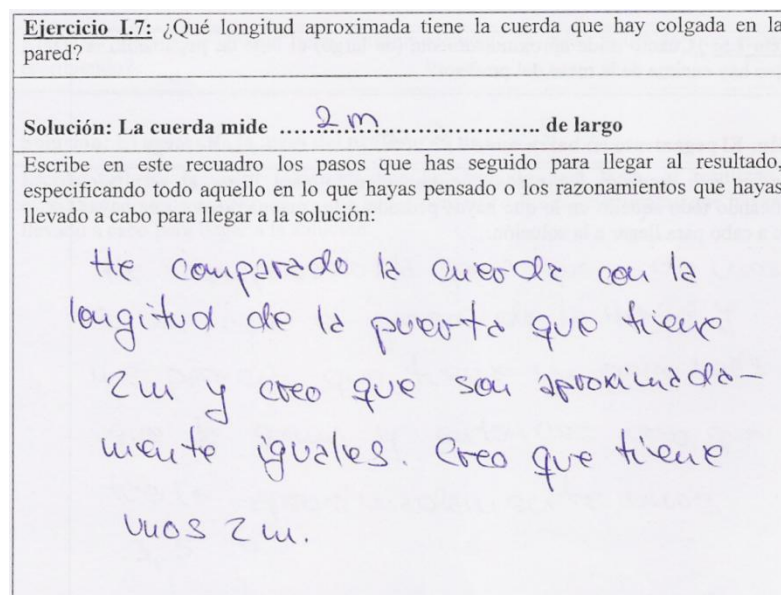 Ejercicio I.7: ¿Qué longitud aproximada tiene la cuerda que hay colgada en la
pared?
Solución: La cuerda mide ....2 m.............................. de largo
Escribe en este recuadro los pasos que has seguido para llegar al resultado,
especificando todo aquello en lo que hayas pensado o los razonamientos que hayas
llevado a cabo para llegar a la solución:
He comparado la cuerda con la
longitud de la puerta que tiene
2m y creo que son aproximada-
mente iguales. Creo que tiene
unos 2m.